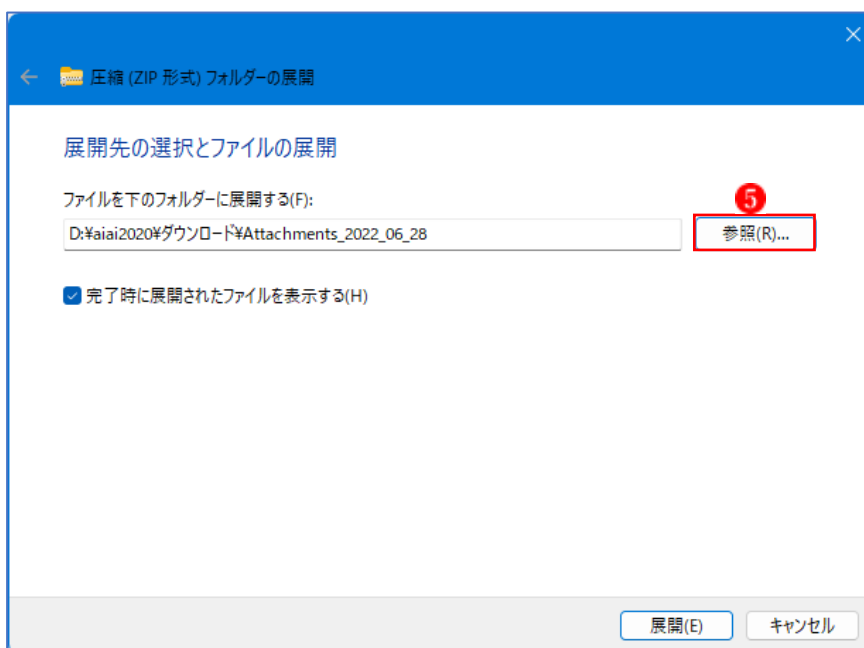 圧縮 (ZIP 形式) フォルダーの展開
展開先の選択とファイルの展開
ファイルを下のフォルダーに展開する(F):
5
D:¥aiai2020¥ダウンロード¥Attachments_2022_06_28
参照(R)...
完了時に展開されたファイルを表示する(H)
展開(E)
キャンセル